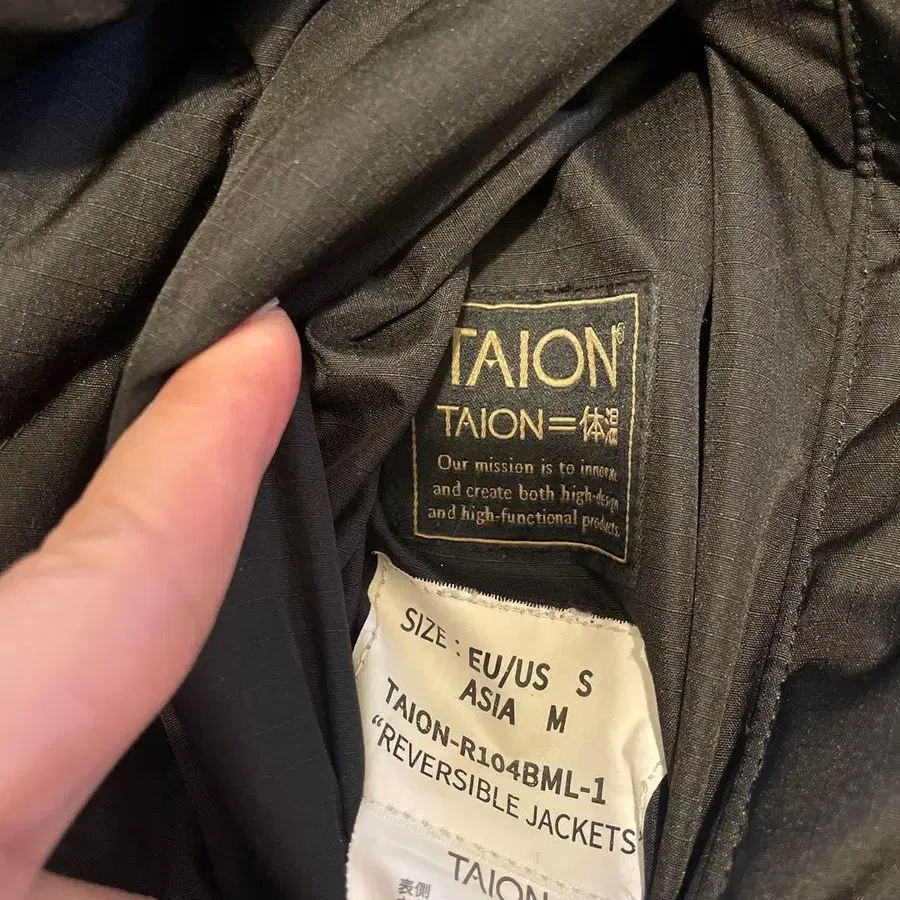 TAION®
TAION=体温
Our mission is to innovate
and create both high-design
and high-functional products
SIZE : EU/US S
ASIA M
TAION-R104BML-1
"REVERSIBLE JACKETS"
TAION
表側